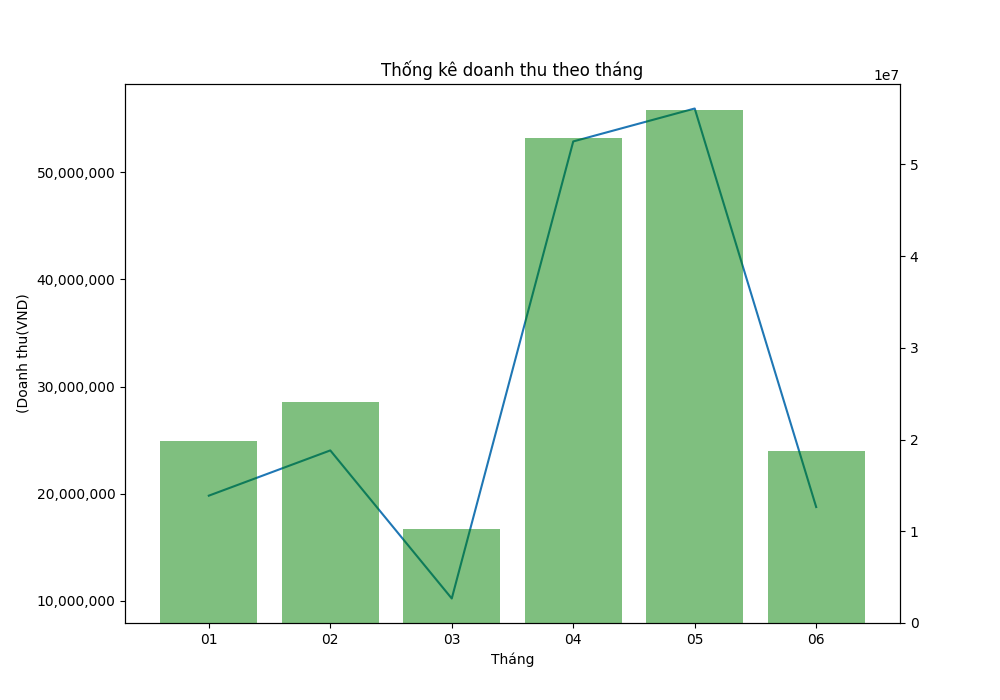 Thống kê doanh thu theo tháng
1e7
50,000,000
40,000,000
30,000,000
20,000,000
10,000,000
(Doanh thu(VND)
5
4
3
2
1
0
01 02 03 04 05 06
Tháng